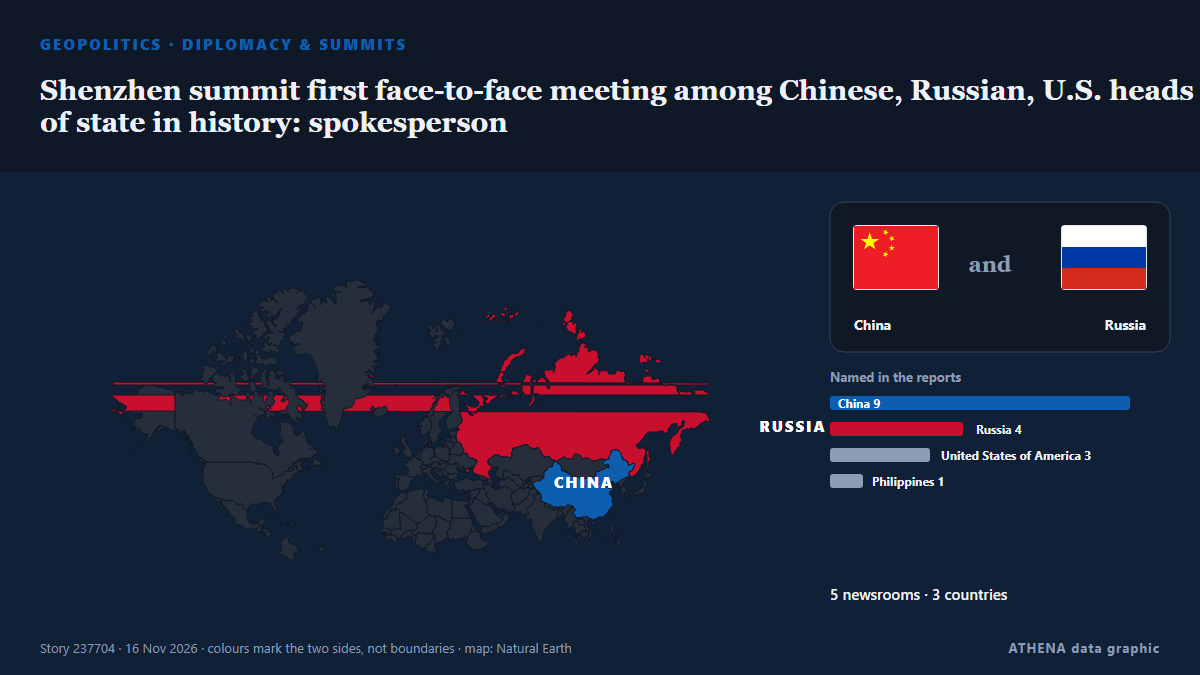 GEOPOLITICS · DIPLOMACY & SUMMITS
Shenzhen summit first face-to-face meeting among Chinese, Russian, U.S. heads
of state in history: spokesperson
and
China
Russia
Named in the reports
China 9
RUSSIA
Russia 4
United States of America 3
CHINA
Philippines 1
5 newsrooms · 3 countries
Story 237704 · 16 Nov 2026 · colours mark the two sides, not boundaries · map: Natural Earth
ATHENA data graphic